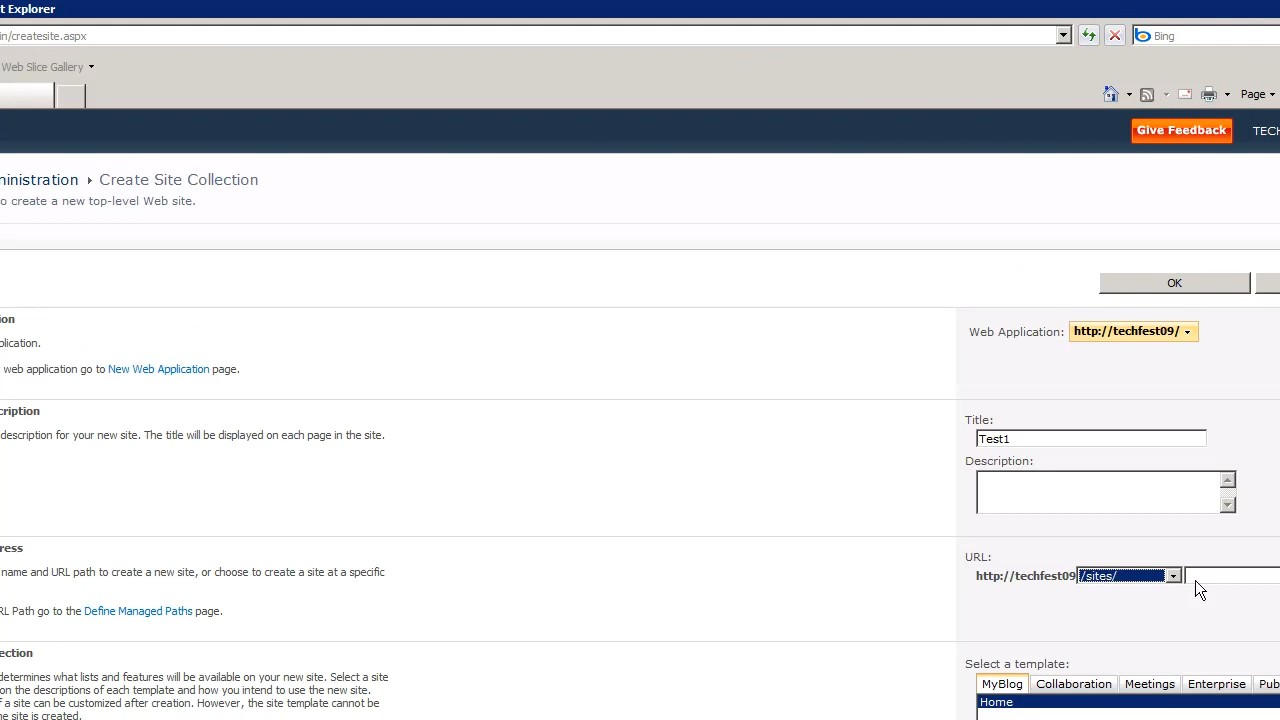 t Explorer
in/createsite.aspx
Bing
Web Slice Gallery
Page
Give Feedback
TECH
ministration Create Site Collection
o create a new top-level Web site.
OK
ion
Web Application: http://techfest09/
plication.
web application go to New Web Application page.
cription
Title:
description for your new site. The title will be displayed on each page in the site.
Test1
Description:
ress
URL:
name and URL path to create a new site, or choose to create a site at a specific
http://techfest09 /sites/
RL Path go to the Define Managed Paths page.
ection
Select a template:
determines what lists and features will be available on your new site. Select a site
on the descriptions of each template and how you intend to use the new site.
MyBlog Collaboration Meetings Enterprise Pub
f a site can be customized after creation. However, the site template cannot be
Home
he site is created.